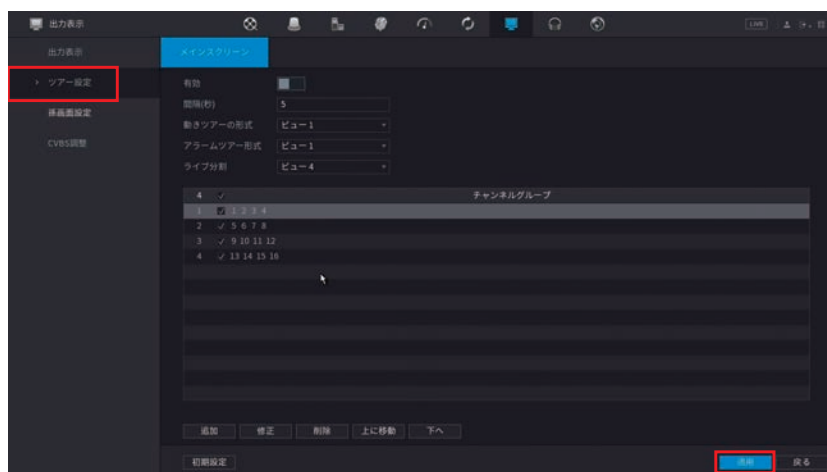 出力表示
LIVE
出力表示
メインスクリーン
ツアー設定
移画面設定
CVBS調整
有効
間隔(秒) 5
動きツアーの形式 ビュー1
アラームツアー形式 ビュー1
ライブ分割 ビュー4
4 チャンネルグループ
1 1 2 3 4
2 5 6 7 8
3 9 10 11 12
4 13 14 15 16
追加 修正 削除 上に移動 下へ
初期設定 適用 戻る